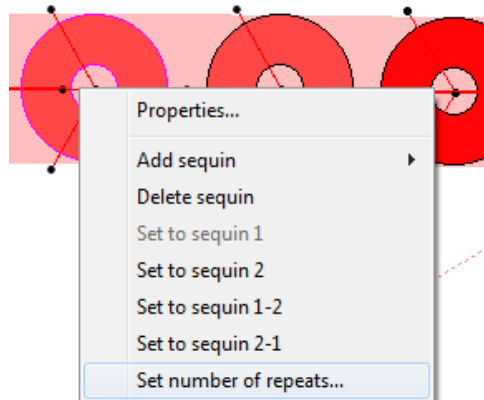 Properties...
Add sequin
Delete sequin
Set to sequin 1
Set to sequin 2
Set to sequin 1-2
Set to sequin 2-1
Set number of repeats...